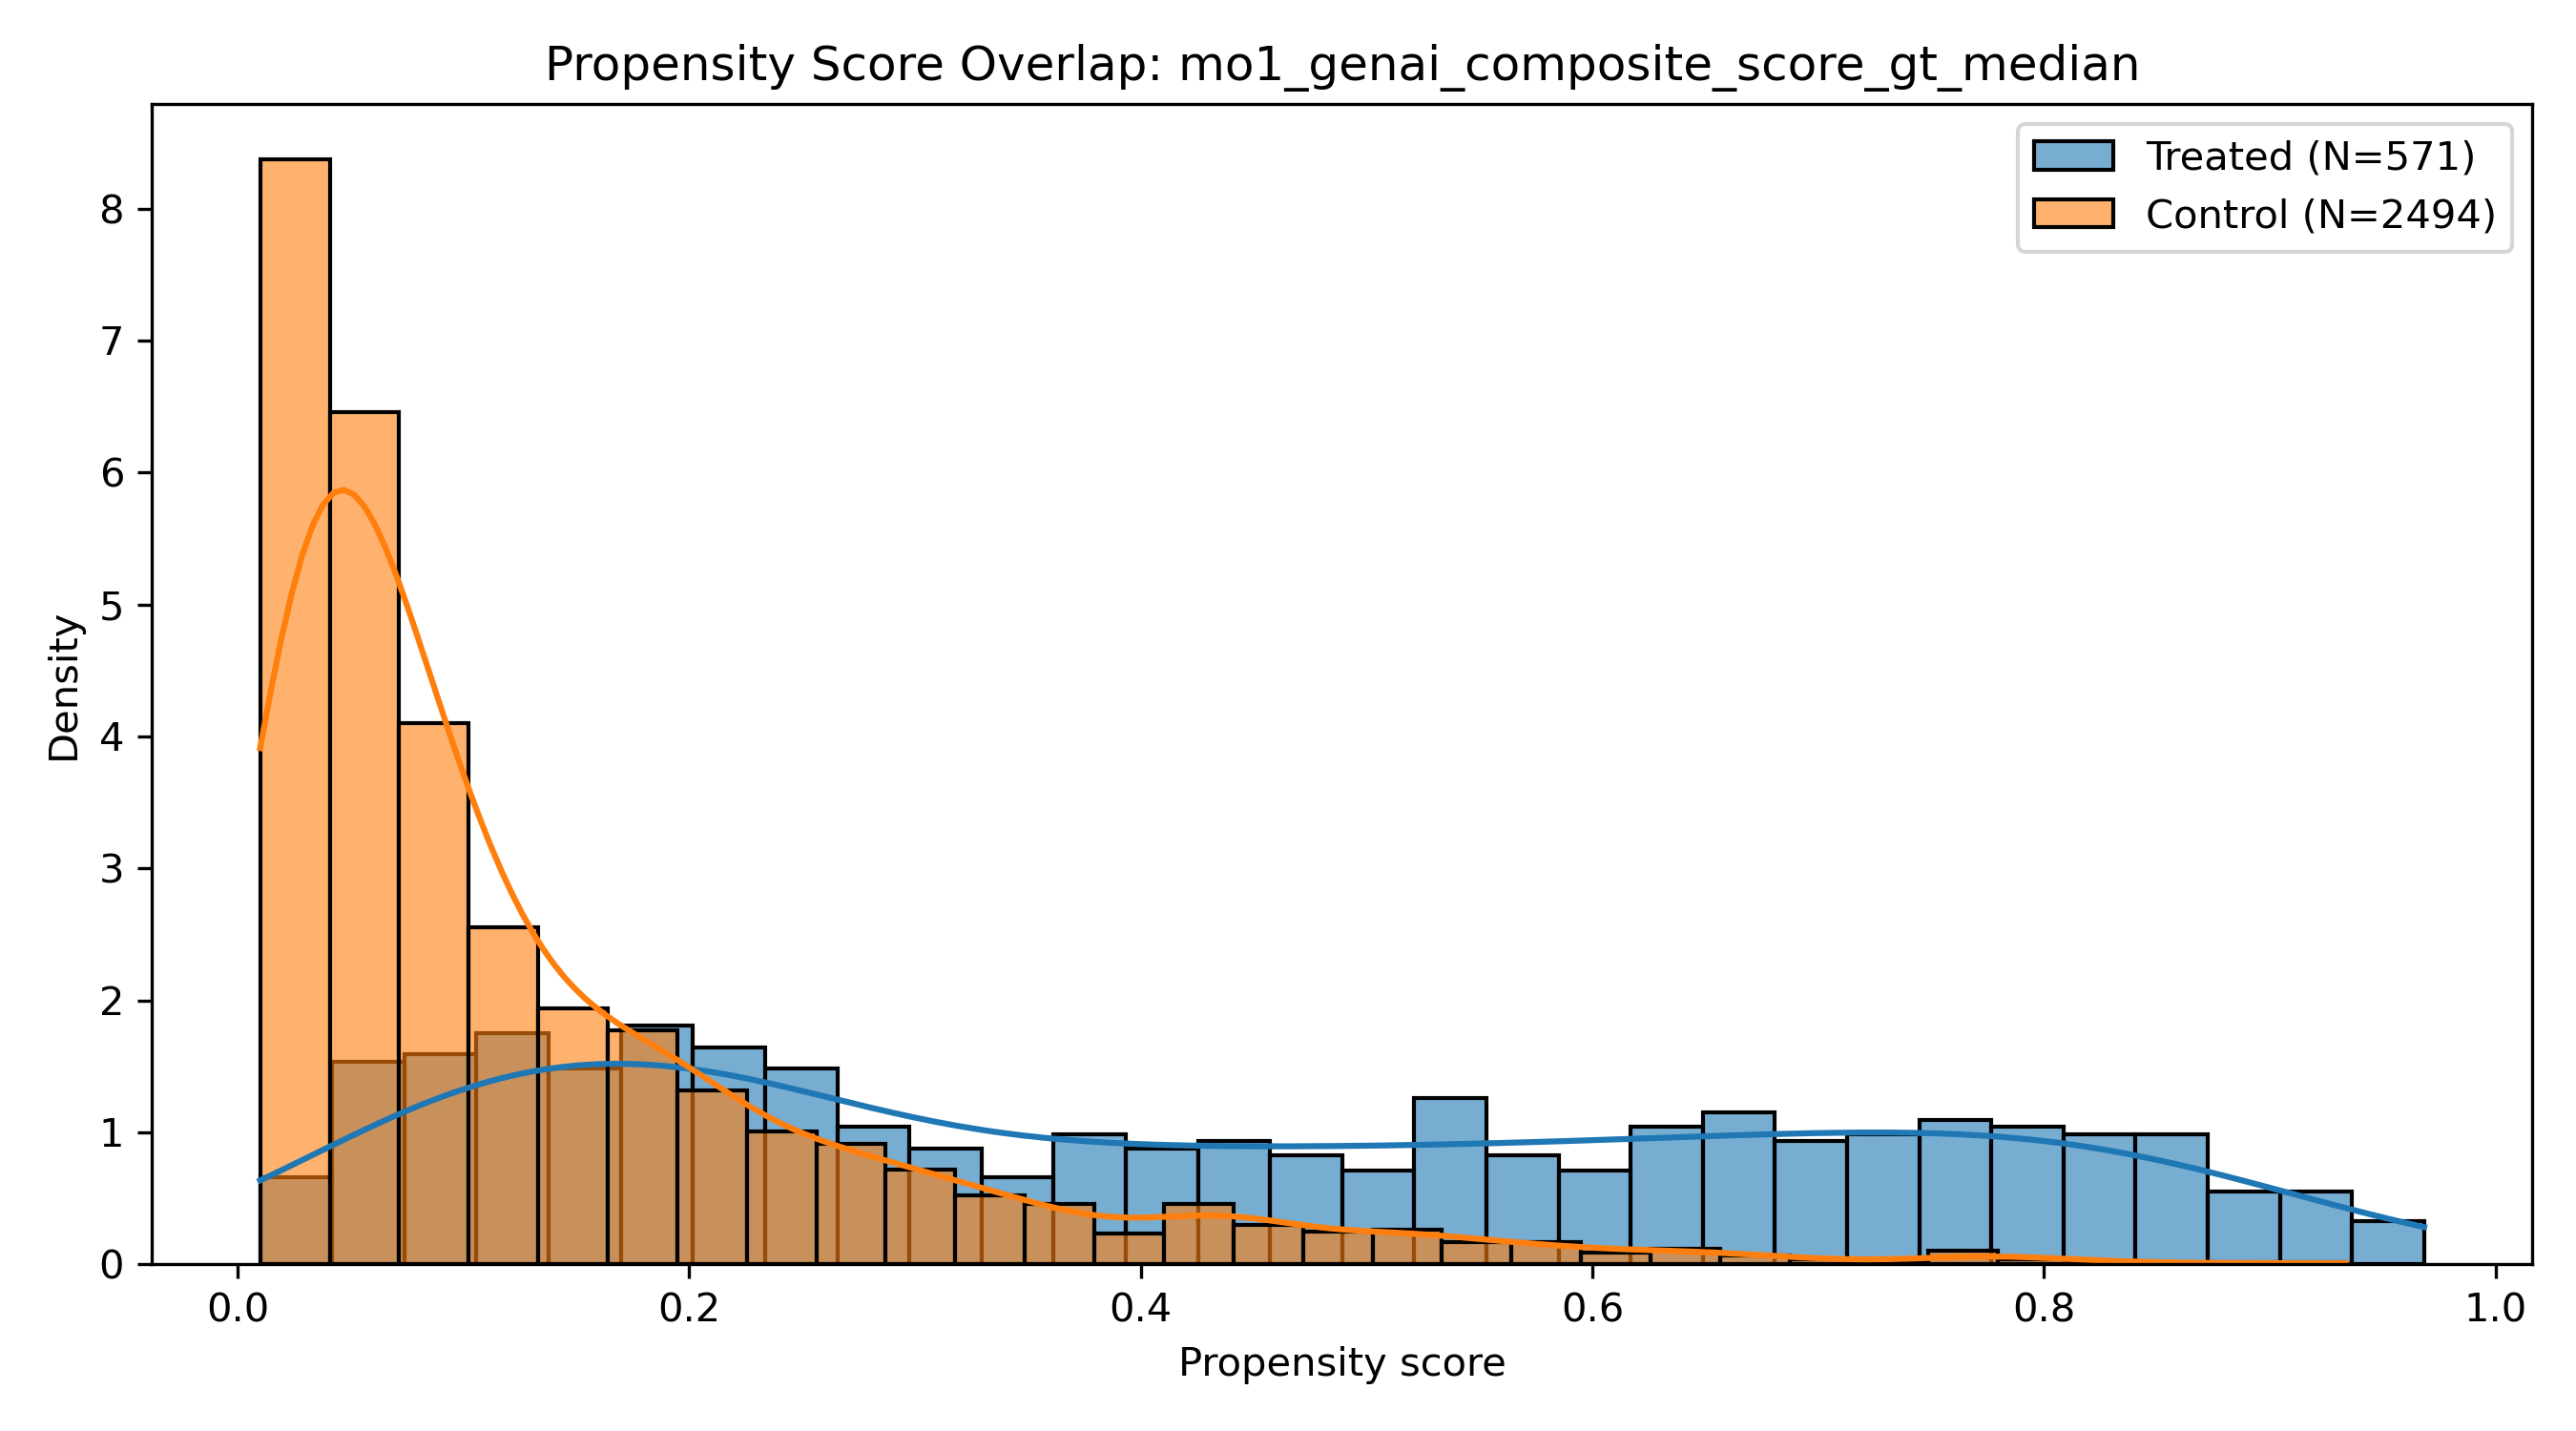 Propensity Score Overlap: mo1_genai_composite_score_gt_median
Treated (N=571)
Control (N=2494)
Density
8
7
6
5
4
3
2
1
0
0.0 0.2 0.4 0.6 0.8 1.0
Propensity score